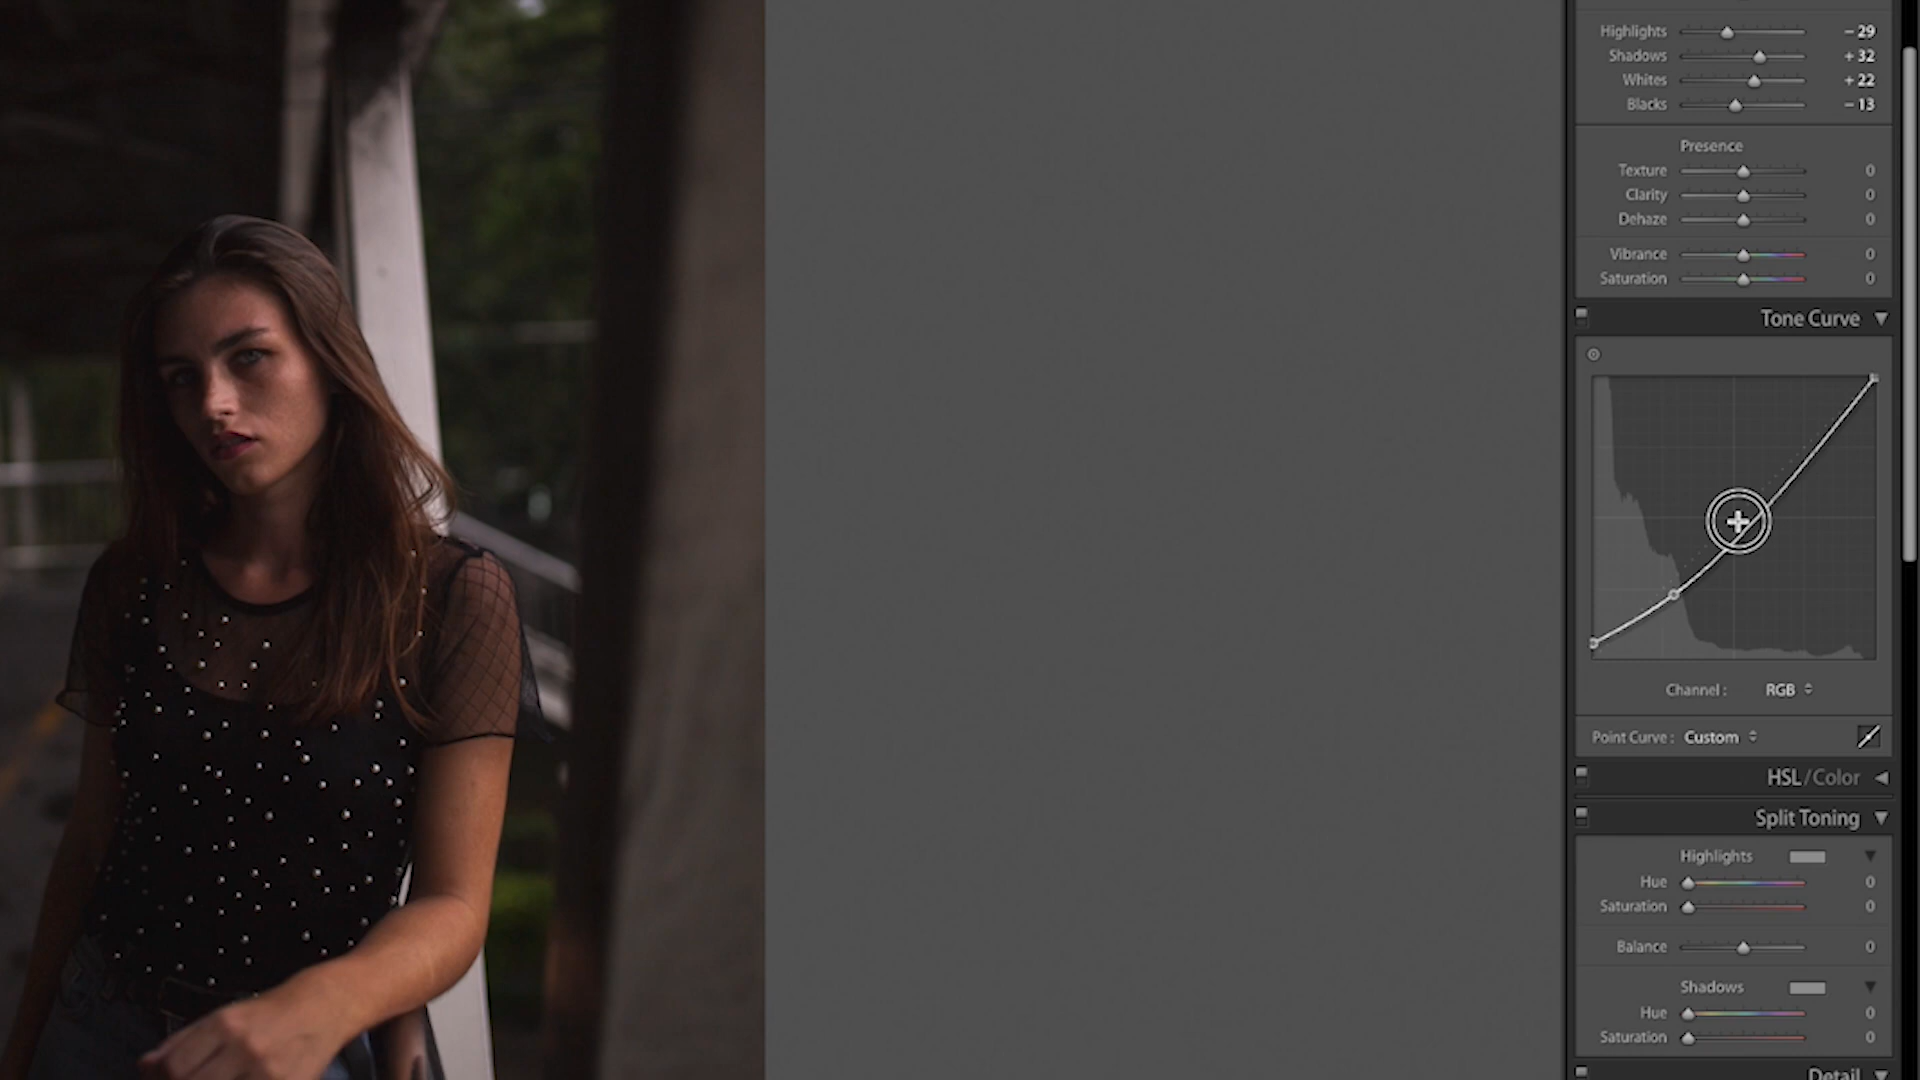 Highlights − 29
Shadows + 32
Whites + 22
Blacks − 13
Presence
Texture 0
Clarity 0
Dehaze 0
Vibrance 0
Saturation 0
Tone Curve
Channel : RGB
Point Curve : Custom
HSL / Color
Split Toning
Highlights
Hue 0
Saturation 0
Balance 0
Shadows
Hue 0
Saturation 0
Detail